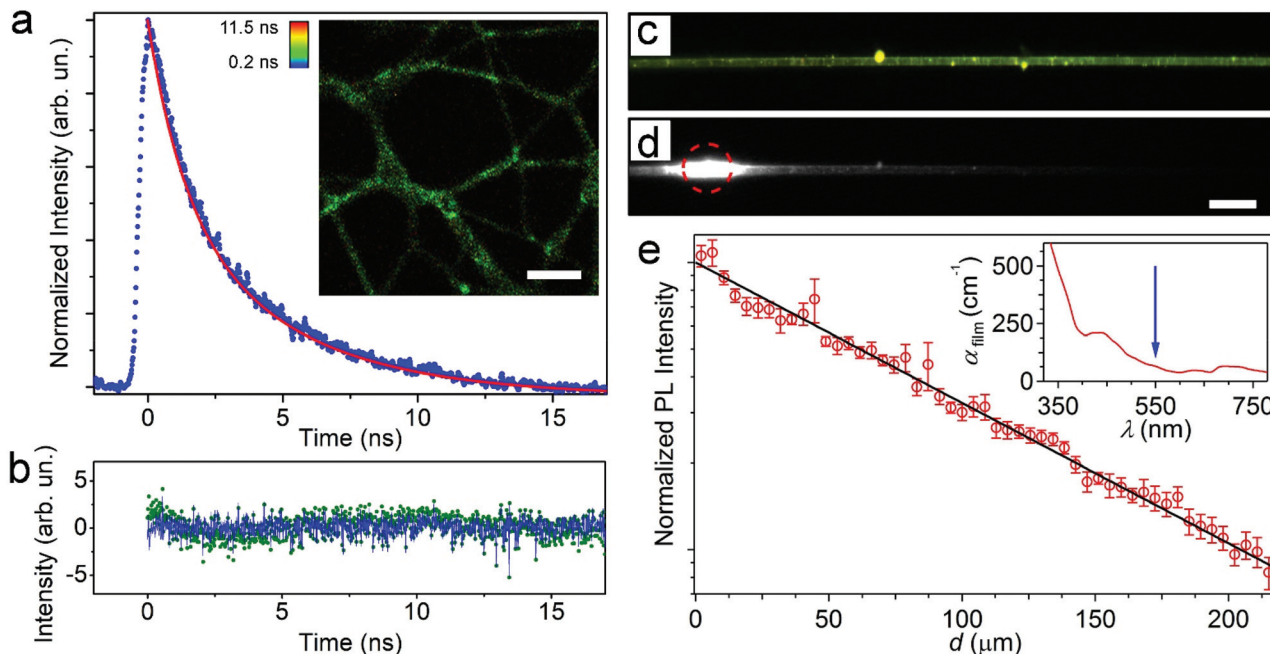 a
Normalized Intensity (arb. un.)
11.5 ns
0.2 ns
0 5 10 15
Time (ns)
b
Intensity (arb. un.)
5
0
-5
0 5 10 15
Time (ns)
c
d
e
Normalized PL Intensity
0 50 100 150 200
d (μm)
α film (cm⁻¹)
500
250
0
350 550 750
λ (nm)